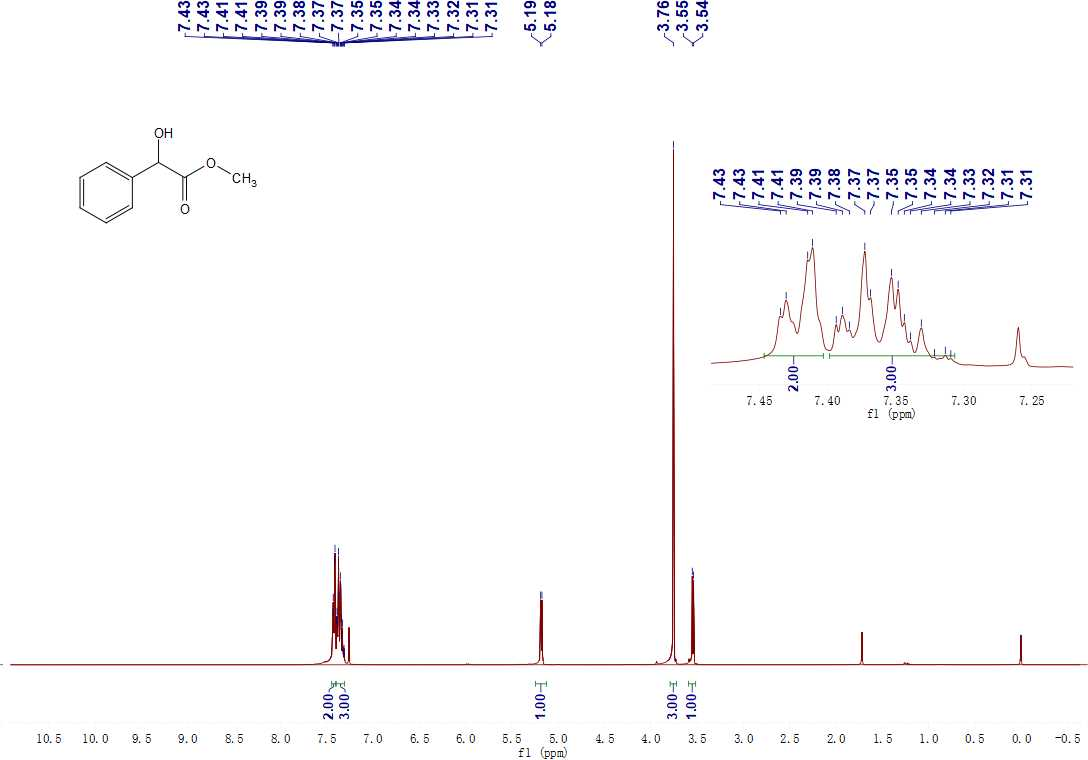 7.43 7.43 7.41 7.41 7.39 7.39 7.38 7.37 7.37 7.35 7.35 7.34 7.34 7.33 7.32 7.31 7.31 5.19 5.18 3.76 3.55 3.54
OH
O
CH3
O
7.43 7.43 7.41 7.41 7.39 7.39 7.38 7.37 7.37 7.35 7.35 7.34 7.34 7.33 7.32 7.31 7.31
2.00 3.00
7.45 7.40 7.35 7.30 7.25
f1 (ppm)
2.00 3.00 1.00 3.00 1.00
10.5 10.0 9.5 9.0 8.5 8.0 7.5 7.0 6.5 6.0 5.5 5.0 4.5 4.0 3.5 3.0 2.5 2.0 1.5 1.0 0.5 0.0 -0.5
f1 (ppm)